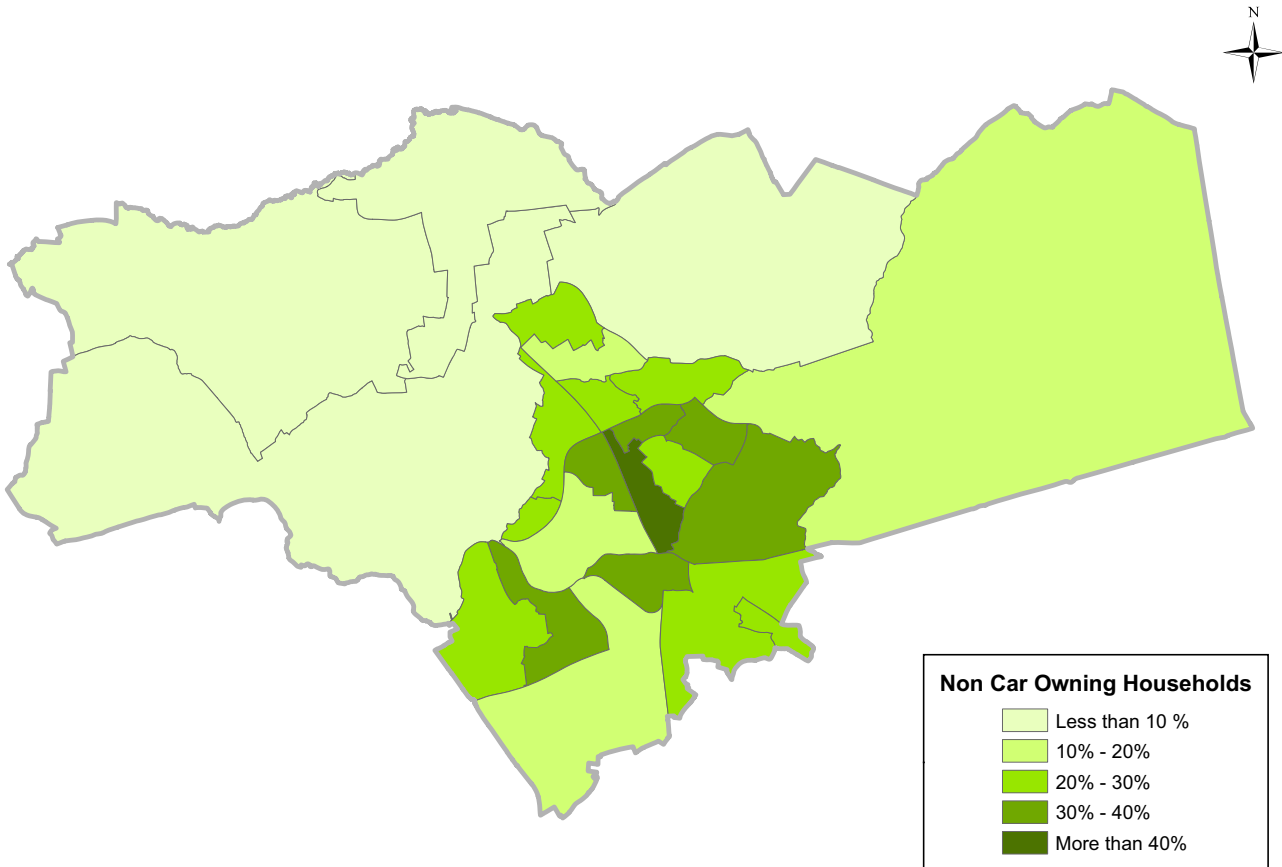 N
Non Car Owning Households
Less than 10 %
10% - 20%
20% - 30%
30% - 40%
More than 40%